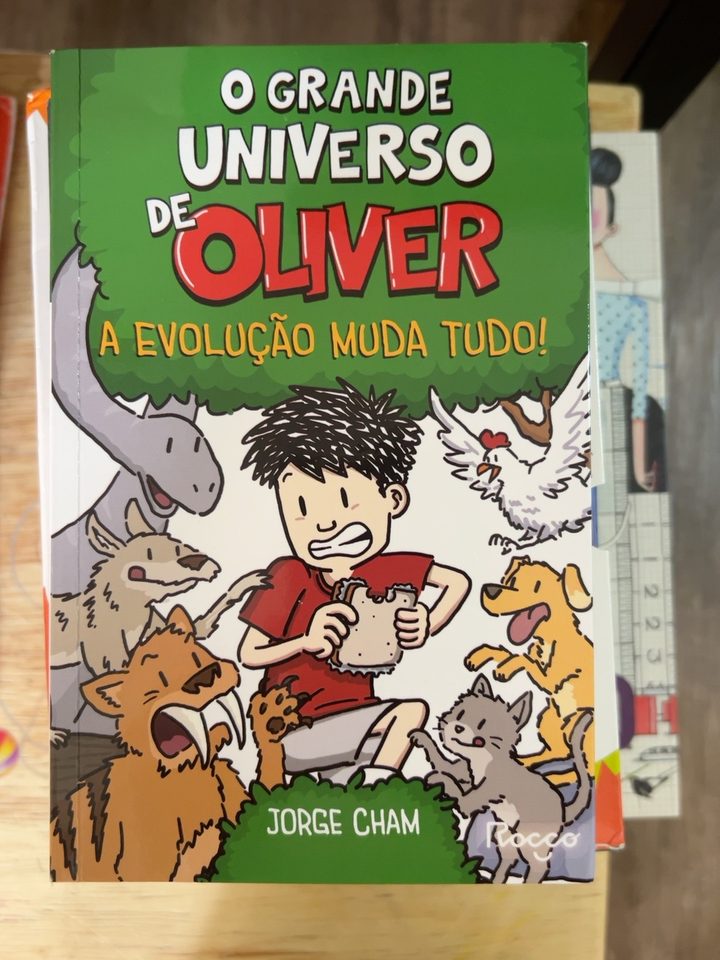 O GRANDE
UNIVERSO
DE OLIVER
A EVOLUÇÃO MUDA TUDO!
JORGE CHAM
Rocco